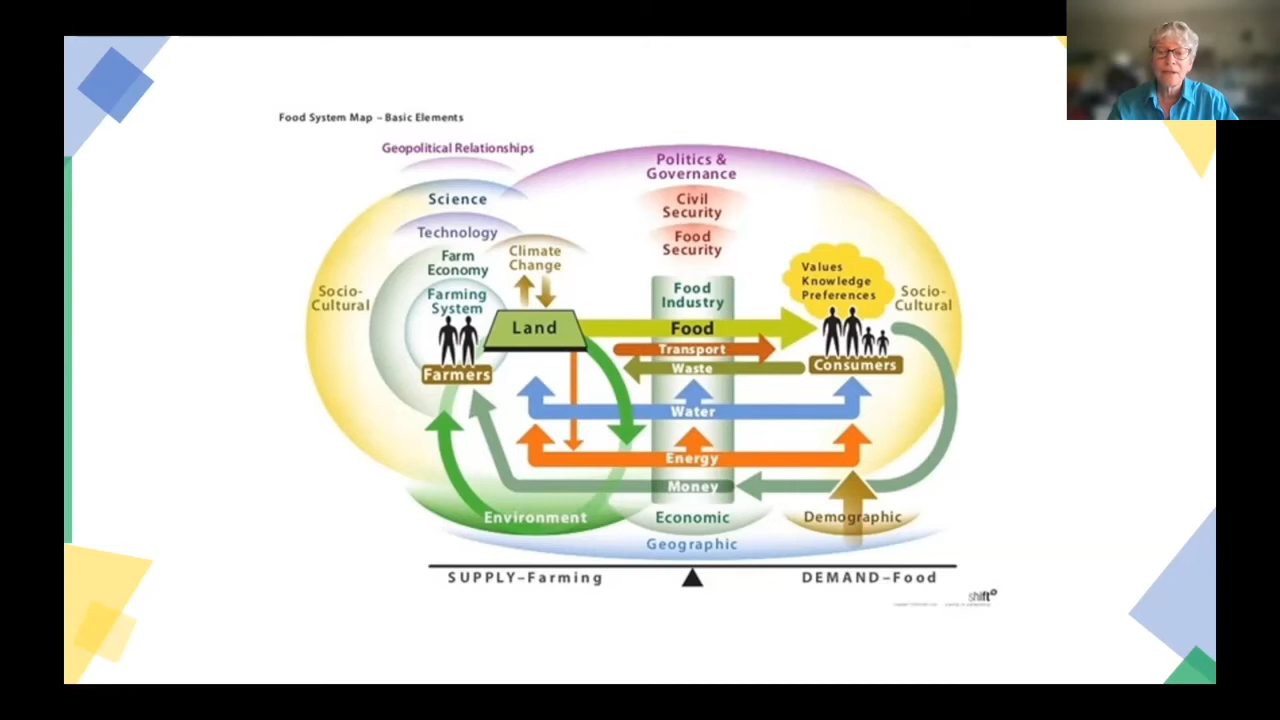 Food System Map – Basic Elements
Geopolitical Relationships
Politics &
Governance
Science
Civil
Security
Technology
Food
Security
Climate
Change
Farm
Economy
Values
Knowledge
Preferences
Socio-
Cultural
Farming
System
Food
Industry
Socio-
Cultural
Land
Food
Transport
Waste
Farmers
Consumers
Water
Energy
Money
Environment
Economic
Demographic
Geographic
SUPPLY–Farming
DEMAND–Food
shift